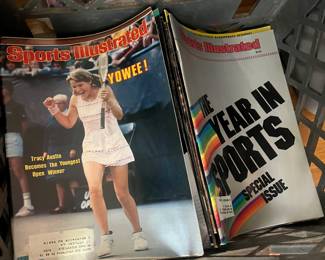 Sports Illustrated
YOWEE!
Tracy Austin
Becomes the Youngest
Open Winner
Sports Illustrated
THE
YEAR IN
SPORTS
SPECIAL
ISSUE